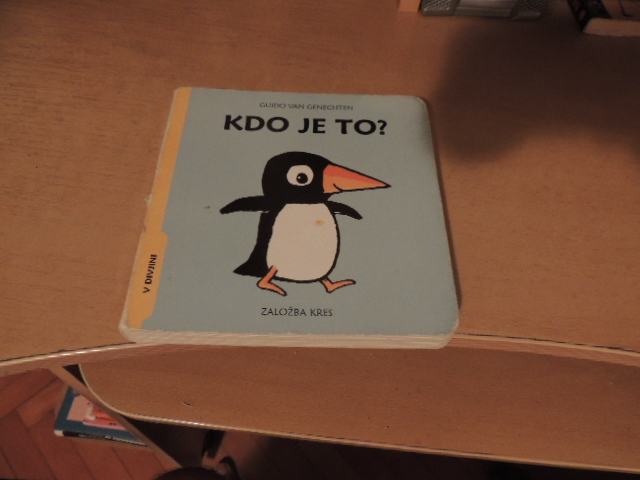 GUIDO VAN GENECHTEN
KDO JE TO?
V DIVJINI
ZALOŽBA KRES